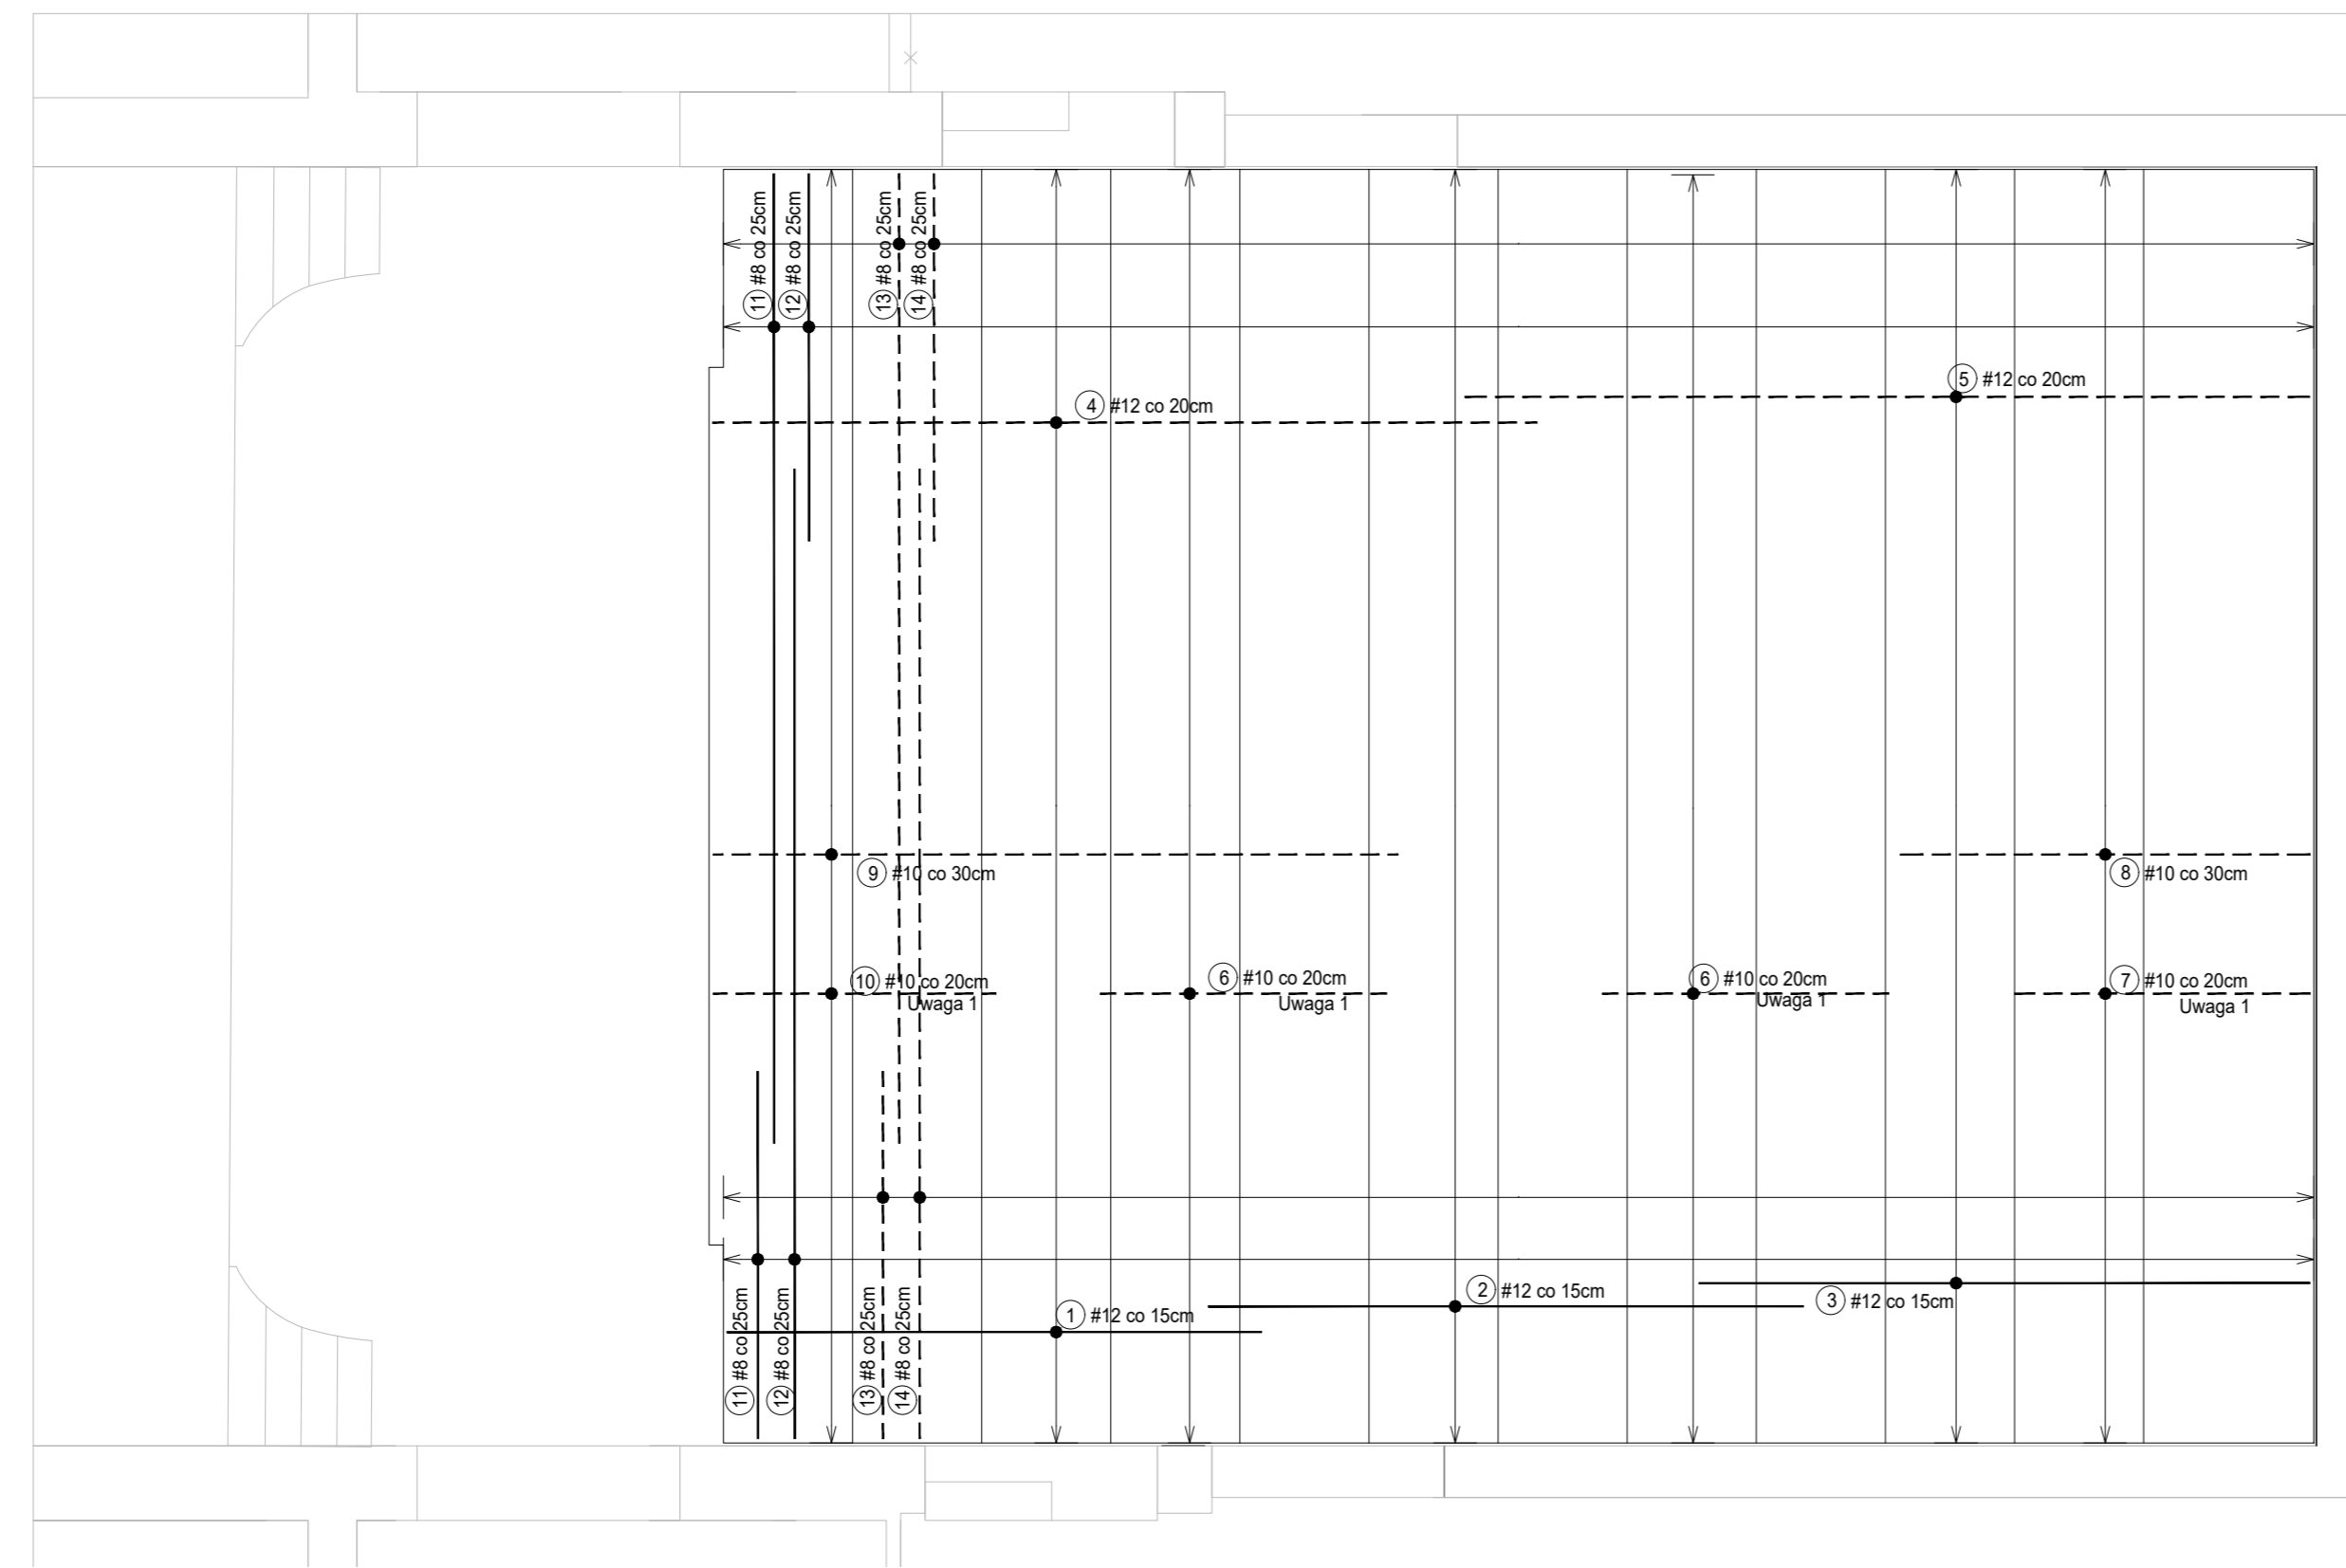 11 #8 co 25cm
12 #8 co 25cm
13 #8 co 25cm
14 #8 co 25cm
5 #12 co 20cm
4 #12 co 20cm
9 #10 co 30cm
8 #10 co 30cm
10 #10 co 20cm
Uwaga 1
6 #10 co 20cm
Uwaga 1
6 #10 co 20cm
Uwaga 1
7 #10 co 20cm
Uwaga 1
2 #12 co 15cm
3 #12 co 15cm
1 #12 co 15cm
11 #8 co 25cm
12 #8 co 25cm
13 #8 co 25cm
14 #8 co 25cm